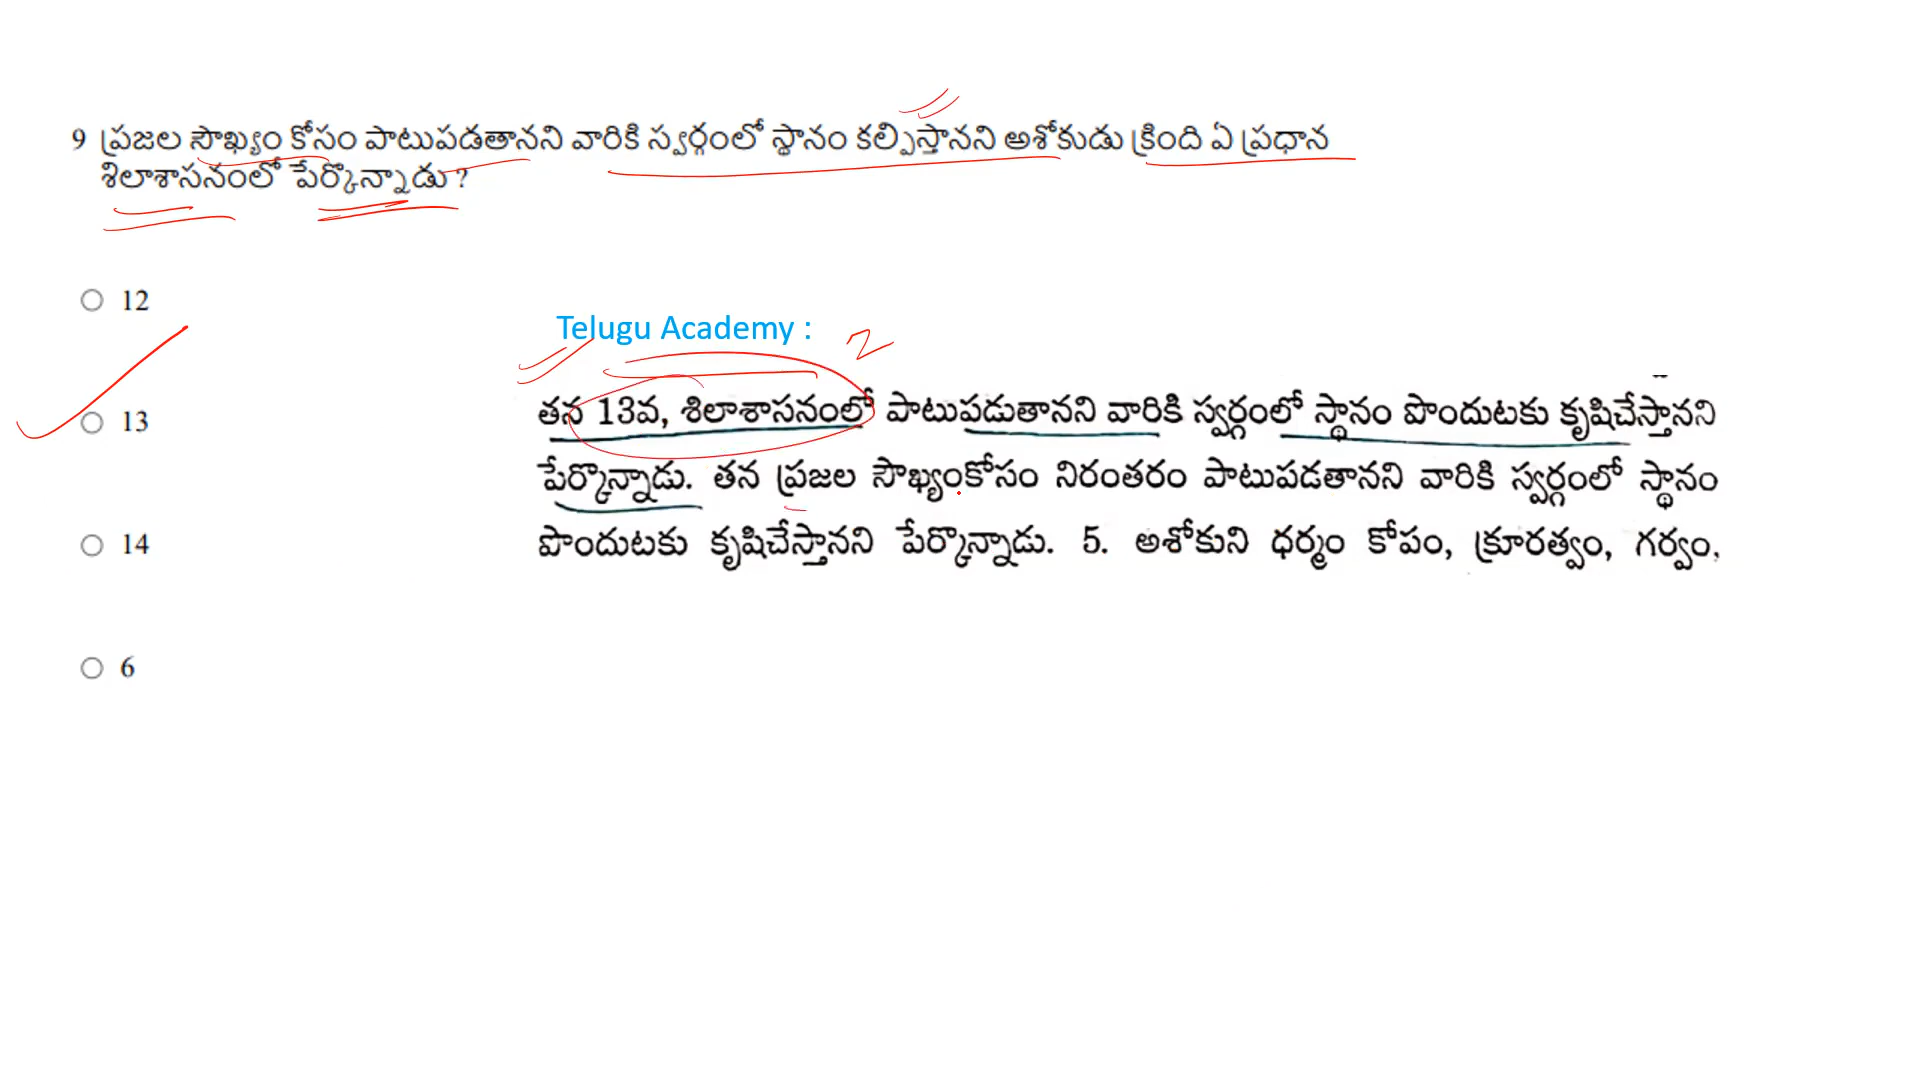 9 ప్రజల సౌఖ్యం కోసం పాటుపడతానని వారికి స్వర్గంలో స్థానం కల్పిస్తానని అశోకుడు క్రింది ఏ ప్రధాన
శిలాశాసనంలో పేర్కొన్నాడు ?
12
13
14
6
Telugu Academy :
2
తన 13వ, శిలాశాసనంలో పాటుపడుతానని వారికి స్వర్గంలో స్థానం పొందుటకు కృషిచేస్తానని
పేర్కొన్నాడు. తన ప్రజల సౌఖ్యంకోసం నిరంతరం పాటుపడతానని వారికి స్వర్గంలో స్థానం
పొందుటకు కృషిచేస్తానని పేర్కొన్నాడు. 5. అశోకుని ధర్మం కోపం, క్రూరత్వం, గర్వం,